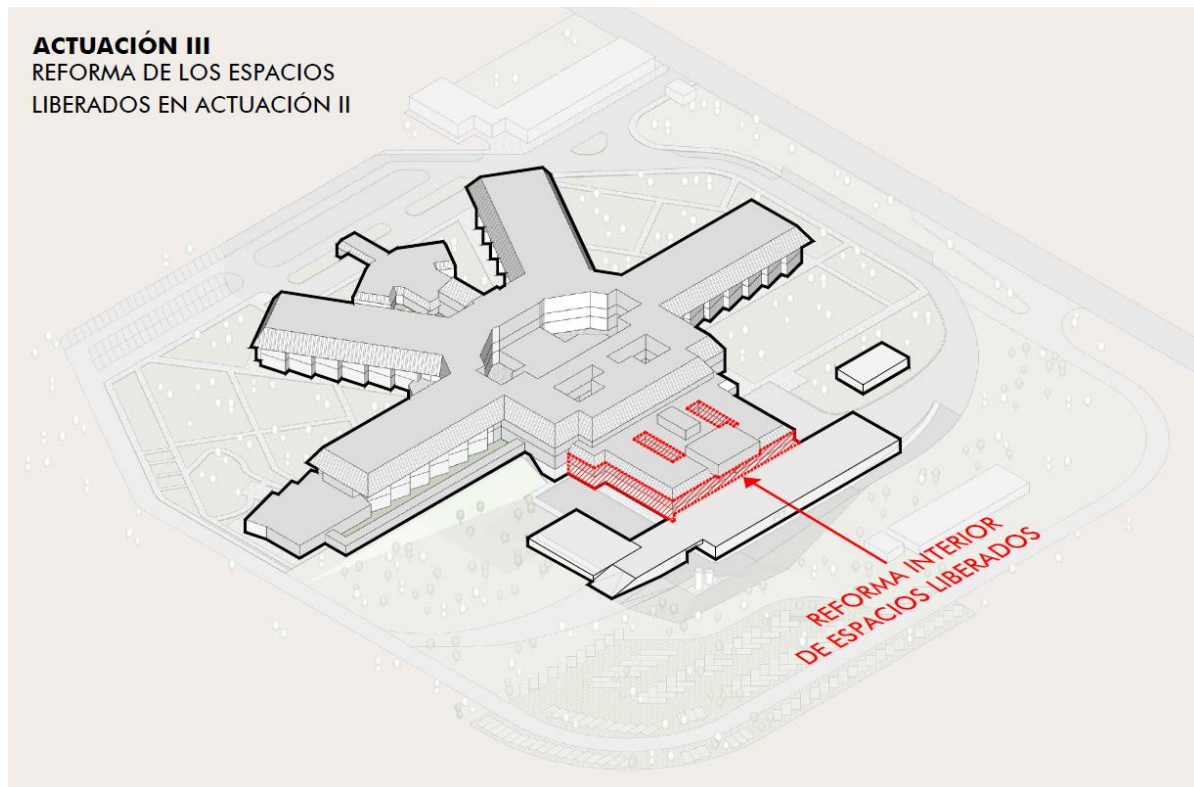 ACTUACIÓN III
REFORMA DE LOS ESPACIOS
LIBERADOS EN ACTUACIÓN II
REFORMA INTERIOR
DE ESPACIOS LIBERADOS